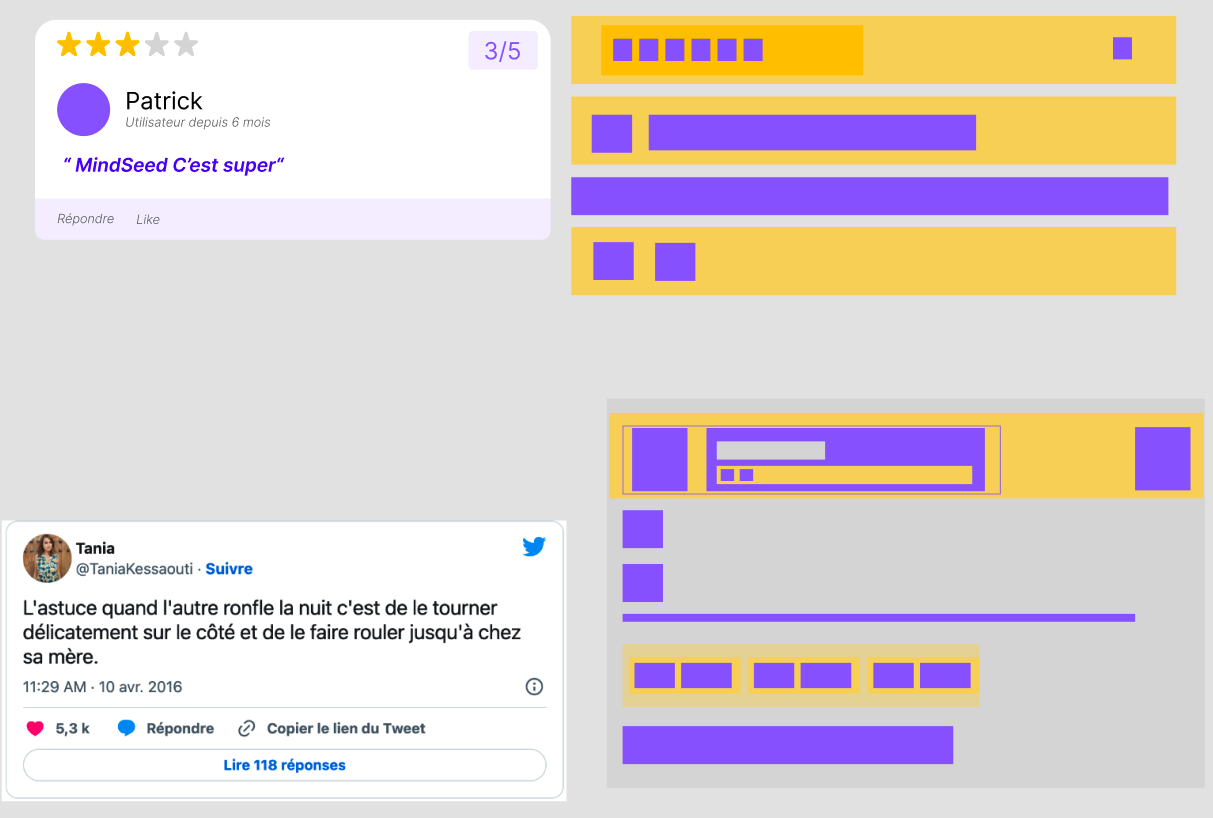 3/5
Patrick
Utilisateur depuis 6 mois
“ MindSeed C’est super“
Répondre Like
Tania
@TaniaKessaouti · Suivre
L'astuce quand l'autre ronfle la nuit c'est de le tourner
délicatement sur le côté et de le faire rouler jusqu'à chez
sa mère.
11:29 AM · 10 avr. 2016
5,3 k Répondre Copier le lien du Tweet
Lire 118 réponses